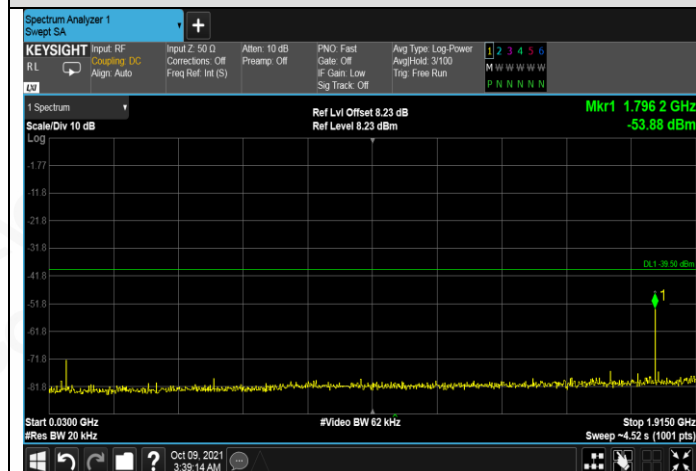 Spectrum Analyzer 1
Swept SA
+
KEYSIGHT
RL
LXI
Input: RF
Coupling: DC
Align: Auto
Input Z: 50 Ω
Corrections: Off
Freq Ref: Int (S)
Atten: 10 dB
Preamp: Off
PNO: Fast
Gate: Off
IF Gain: Low
Sig Track: Off
Avg Type: Log-Power
Avg|Hold: 3/100
Trig: Free Run
1 2 3 4 5 6
M W W W W W
P N N N N N
1 Spectrum
Scale/Div 10 dB
Log
Ref Lvl Offset 8.23 dB
Ref Level 8.23 dBm
Mkr1 1.796 2 GHz
-53.88 dBm
-1.77
-11.8
-21.8
-31.8
-41.8
-51.8
-61.8
-71.8
-81.8
DL1 -39.50 dBm
1
Start 0.0300 GHz
#Res BW 20 kHz
#Video BW 62 kHz
Stop 1.9150 GHz
Sweep ~4.52 s (1001 pts)
?
Oct 09, 2021
3:39:14 AM